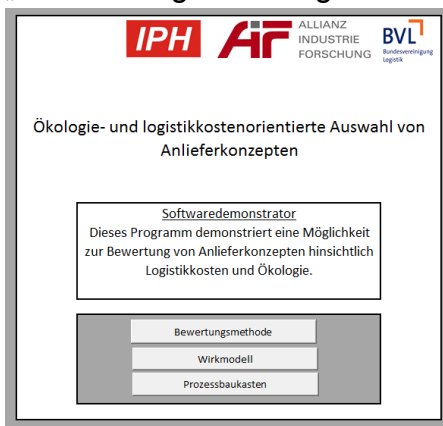 IPH
AiF
ALLIANZ
INDUSTRIE
FORSCHUNG
BVL
Bundesvereinigung
Logistik
Ökologie- und logistikkostenorientierte Auswahl von
Anlieferkonzepten
Softwaredemonstrator
Dieses Programm demonstriert eine Möglichkeit
zur Bewertung von Anlieferkonzepten hinsichtlich
Logistikkosten und Ökologie.
Bewertungsmethode
Wirkmodell
Prozessbaukasten